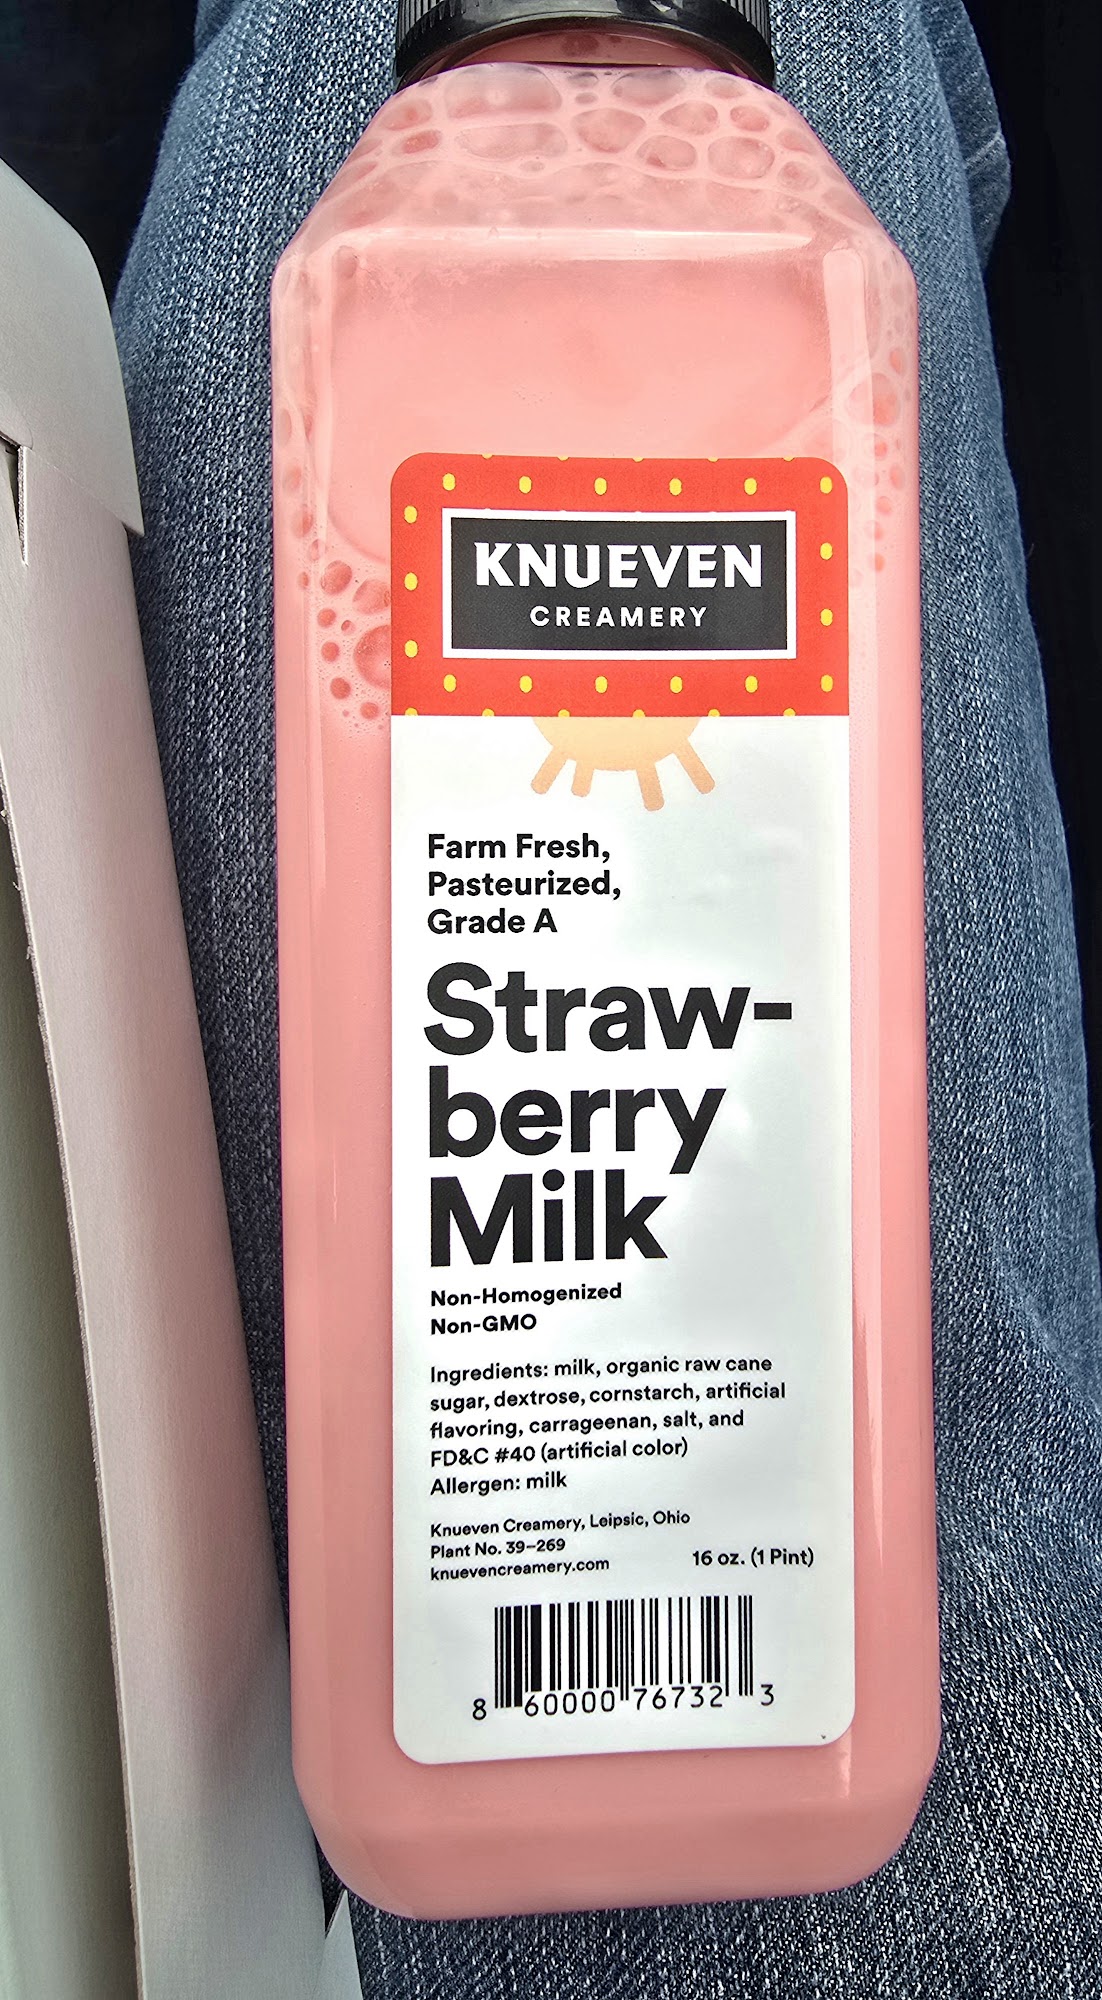 KNUEVEN
CREAMERY
Farm Fresh,
Pasteurized,
Grade A
Straw-
berry
Milk
Non-Homogenized
Non-GMO
Ingredients: milk, organic raw cane
sugar, dextrose, cornstarch, artificial
flavoring, carrageenan, salt, and
FD&C #40 (artificial color)
Allergen: milk
Knueven Creamery, Leipsic, Ohio
Plant No. 39-269
knuevencreamery.com
16 oz. (1 Pint)
8 60000 76732 3